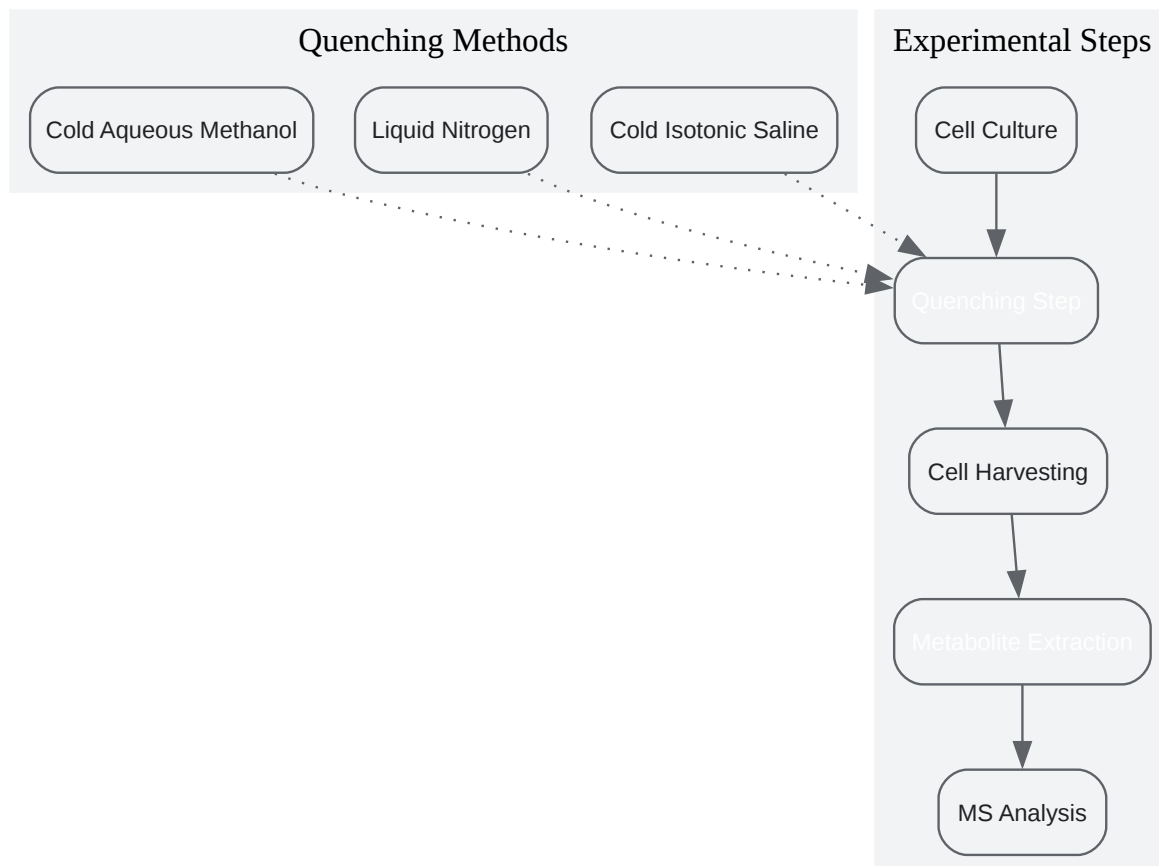 Quenching Methods
Experimental Steps
Cold Aqueous Methanol
Liquid Nitrogen
Cold Isotonic Saline
Cell Culture
Quenching Step
Cell Harvesting
Metabolite Extraction
MS Analysis